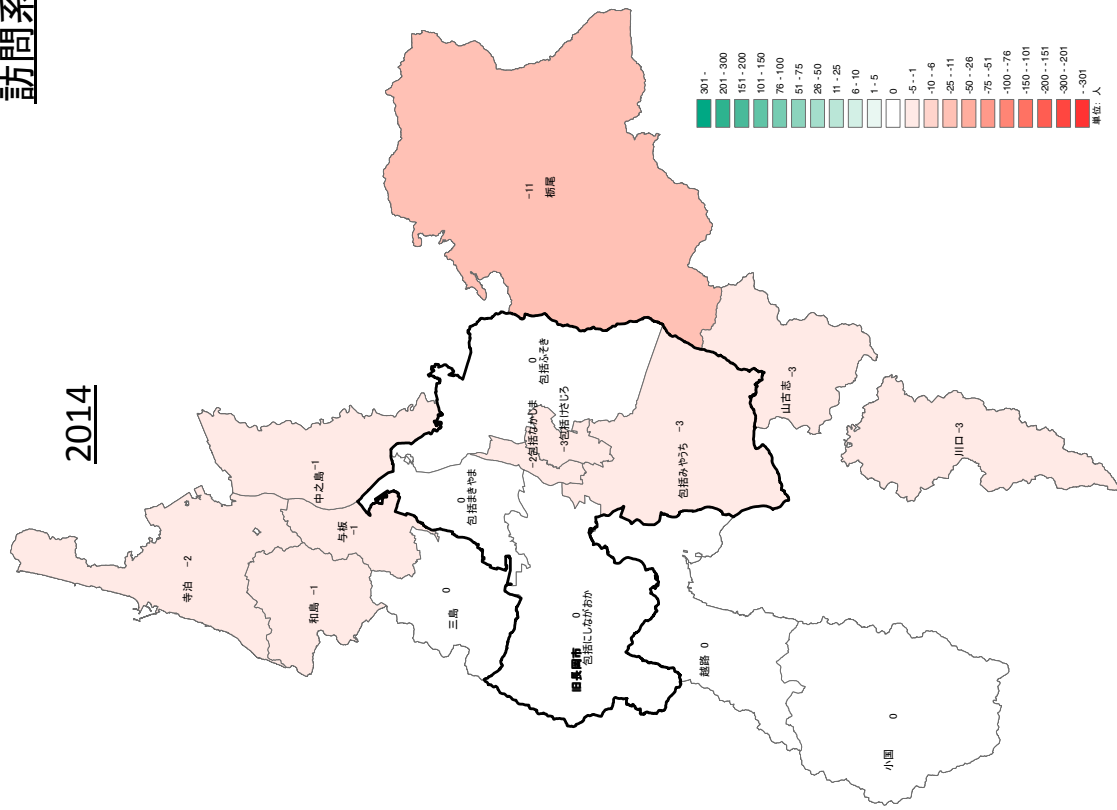 訪問系
2014
寺泊 -2
中之島 -1
与板
-1
和島 -1
三島 0
0
包括まきやま
-2包括なかじま
-3包括けさじろ
0
包括ふそき
-11
栃尾
0
旧長岡市
包括にしながおか
包括みやうち -3
山古志 -3
川口 -3
越路 0
小国 0
301 -
201 - 300
151 - 200
101 - 150
76 - 100
51 - 75
26 - 50
11 - 25
6 - 10
1 - 5
0
-5 - -1
-10 - -6
-25 - -11
-50 - -26
-75 - -51
-100 - -76
-150 - -101
-200 - -151
-300 - -201
- -301
単位: 人